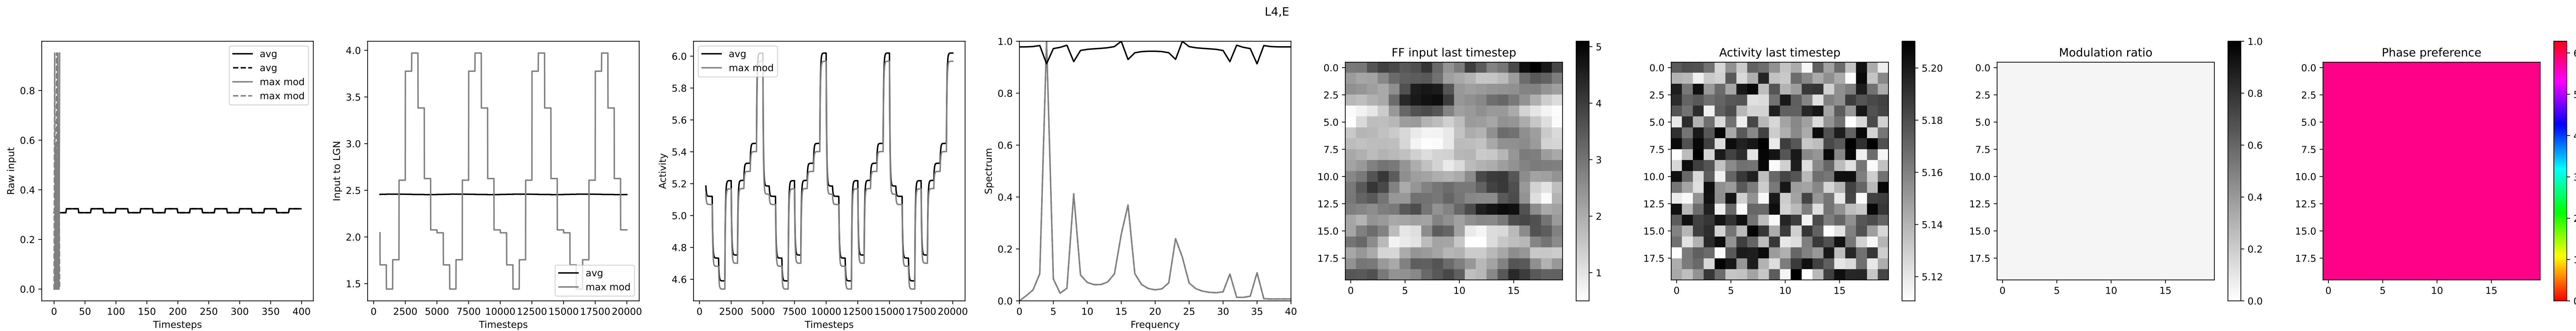 L4,E
Raw input
0.0
0.2
0.4
0.6
0.8
0 50 100 150 200 250 300 350 400
Timesteps
avg
avg
max mod
max mod
Input to LGN
1.5
2.0
2.5
3.0
3.5
4.0
0 2500 5000 7500 10000 12500 15000 17500 20000
Timesteps
avg
max mod
Activity
4.6
4.8
5.0
5.2
5.4
5.6
5.8
6.0
0 2500 5000 7500 10000 12500 15000 17500 20000
Timesteps
avg
max mod
Spectrum
0.0
0.2
0.4
0.6
0.8
1.0
0 5 10 15 20 25 30 35 40
Frequency
FF input last timestep
0.0
2.5
5.0
7.5
10.0
12.5
15.0
17.5
0 5 10 15
5
4
3
2
1
Activity last timestep
0.0
2.5
5.0
7.5
10.0
12.5
15.0
17.5
0 5 10 15
5.20
5.18
5.16
5.14
5.12
Modulation ratio
0.0
2.5
5.0
7.5
10.0
12.5
15.0
17.5
0 5 10 15
1.0
0.8
0.6
0.4
0.2
0.0
Phase preference
0.0
2.5
5.0
7.5
10.0
12.5
15.0
17.5
0 5 10 15